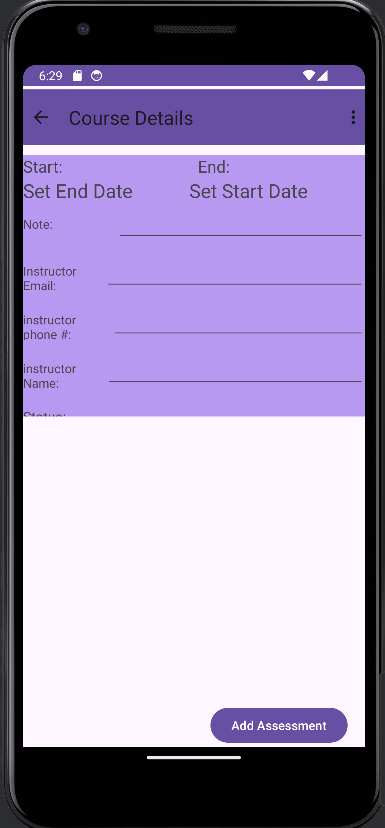 6:29
Course Details
Start: End:
Set End Date Set Start Date
Note:
Instructor
Email:
instructor
phone #:
instructor
Name:
Status:
Add Assessment